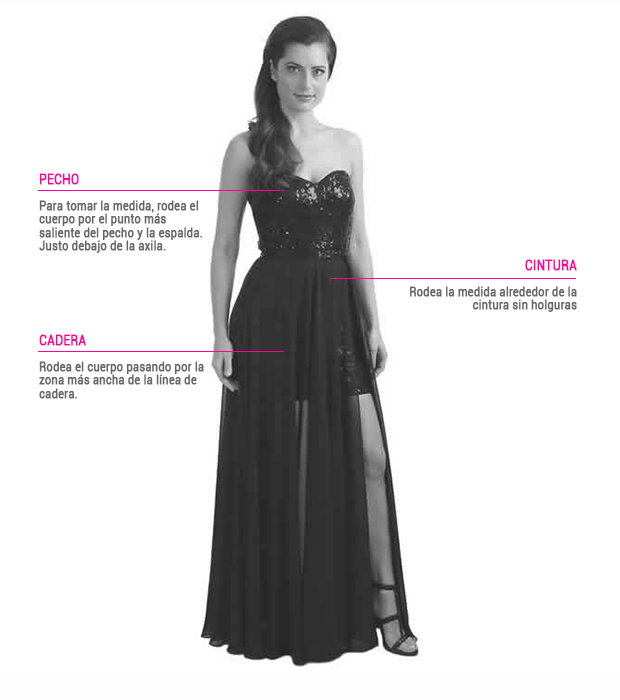 PECHO
Para tomar la medida, rodea el
cuerpo por el punto más
saliente del pecho y la espalda.
Justo debajo de la axila.
CINTURA
Rodea la medida alrededor de la
cintura sin holguras
CADERA
Rodea el cuerpo pasando por la
zona más ancha de la línea de
cadera.